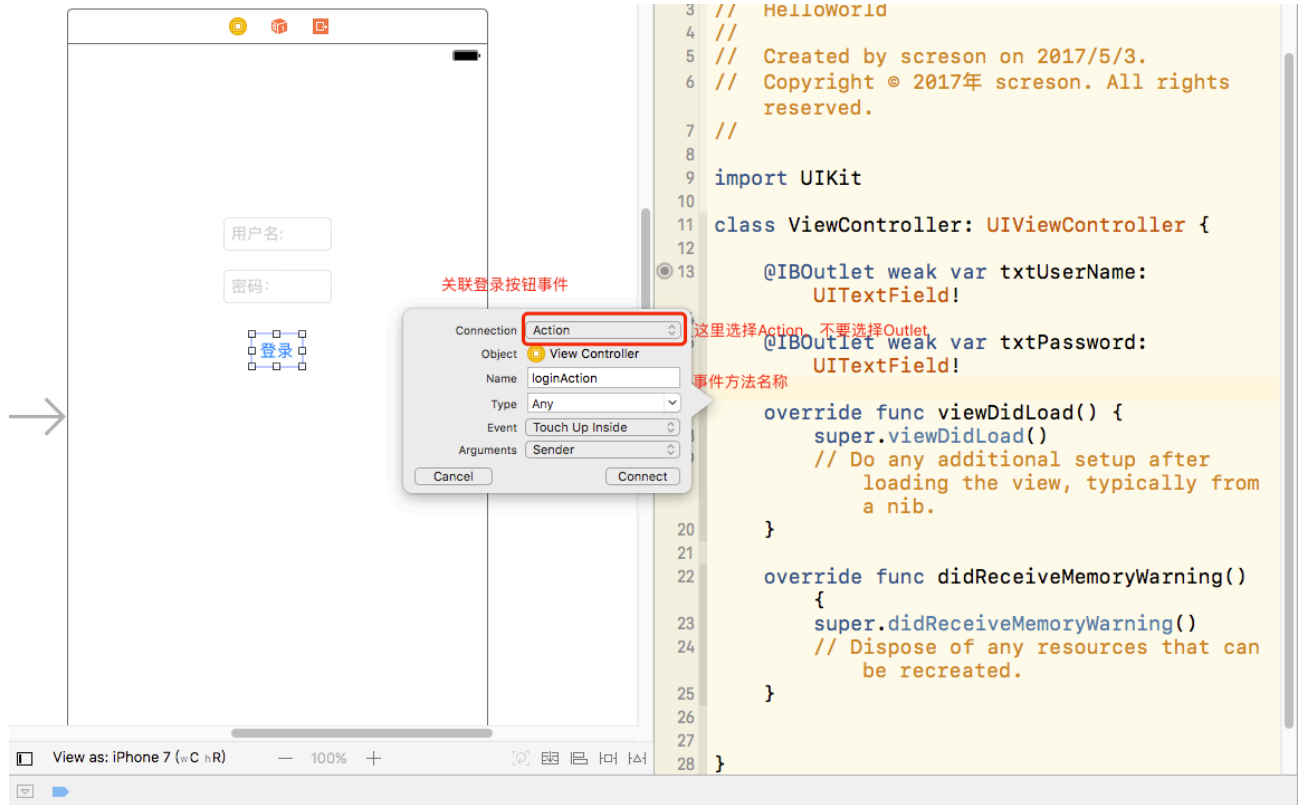 用户名:
密码:
登录
关联登录按钮事件
Connection Action
这里选择Action，不要选择Outlet
Object View Controller
Name loginAction
事件方法名称
Type Any
Event Touch Up Inside
Arguments Sender
Cancel Connect
View as: iPhone 7 (wC hR) — 100% +
3 // HelloWorld
4 //
5 // Created by screson on 2017/5/3.
6 // Copyright © 2017年 screson. All rights
reserved.
7 //
8
9 import UIKit
10
11 class ViewController: UIViewController {
12
13 @IBOutlet weak var txtUserName:
UITextField!
@IBOutlet weak var txtPassword:
UITextField!
override func viewDidLoad() {
super.viewDidLoad()
// Do any additional setup after
loading the view, typically from
a nib.
20 }
21
22 override func didReceiveMemoryWarning()
{
23 super.didReceiveMemoryWarning()
24 // Dispose of any resources that can
be recreated.
25 }
26
27
28 }